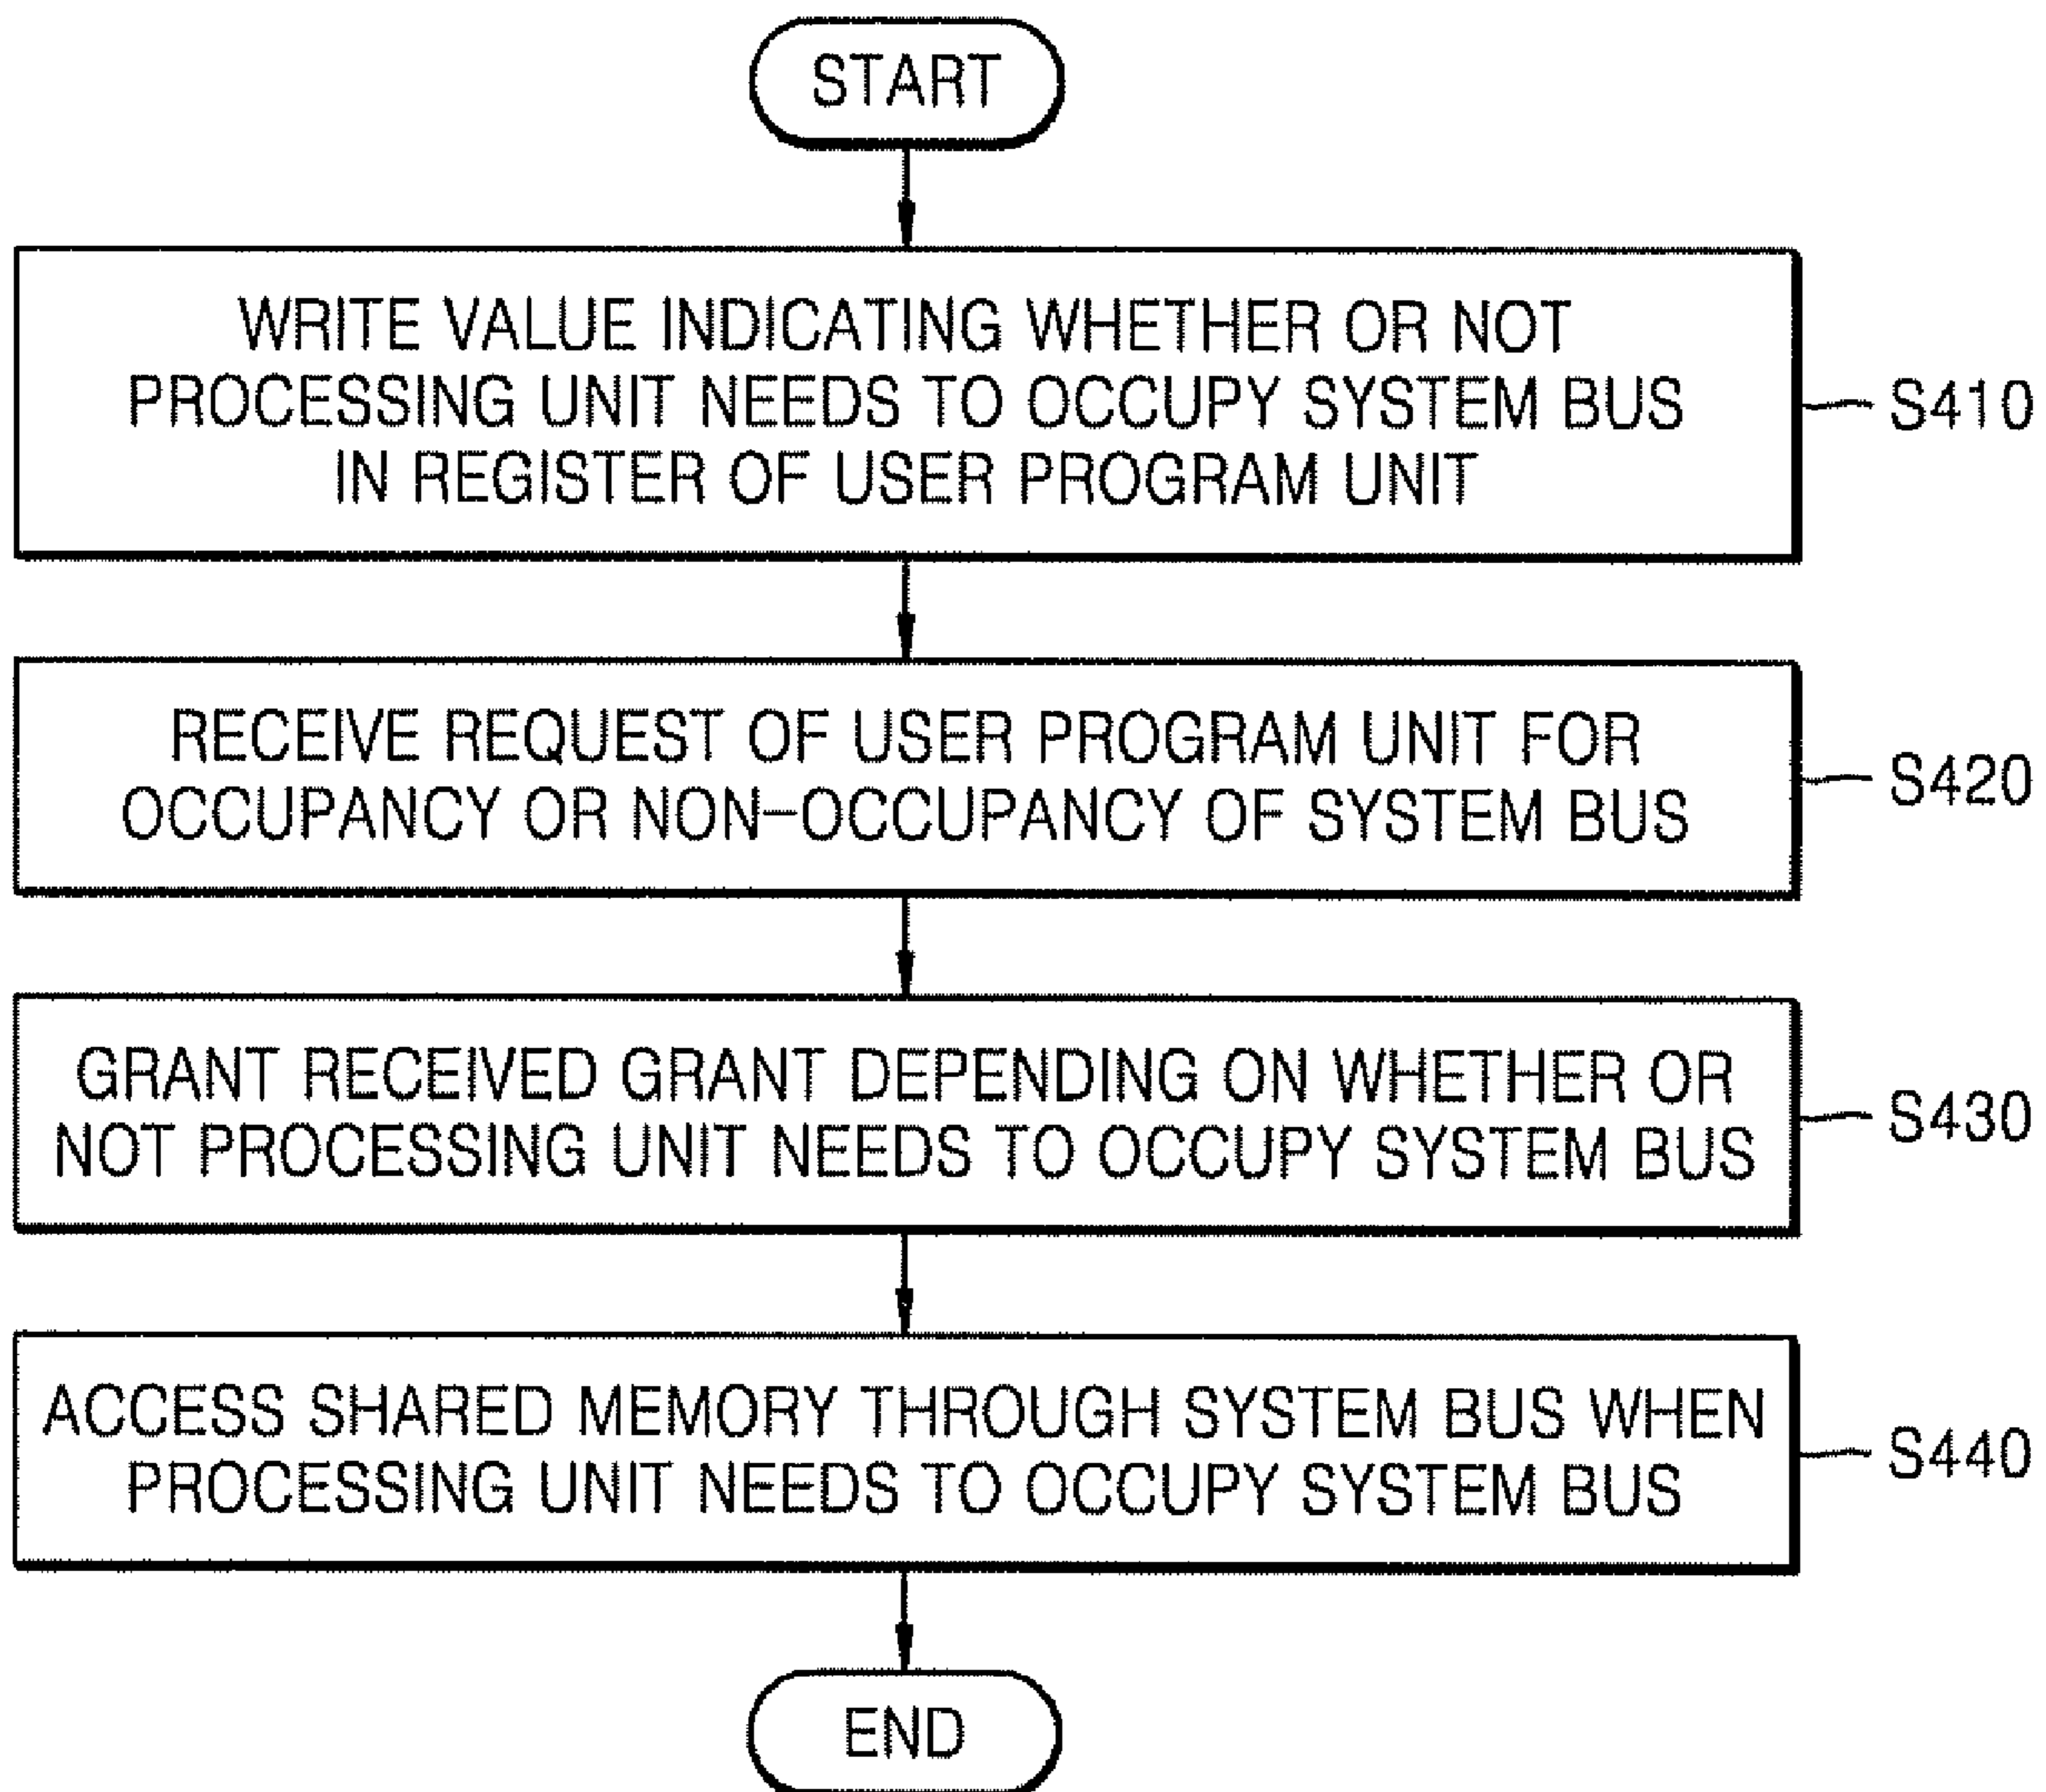 START
WRITE VALUE INDICATING WHETHER OR NOT
PROCESSING UNIT NEEDS TO OCCUPY SYSTEM BUS
IN REGISTER OF USER PROGRAM UNIT
S410
RECEIVE REQUEST OF USER PROGRAM UNIT FOR
OCCUPANCY OR NON-OCCUPANCY OF SYSTEM BUS
S420
GRANT RECEIVED GRANT DEPENDING ON WHETHER OR
NOT PROCESSING UNIT NEEDS TO OCCUPY SYSTEM BUS
S430
ACCESS SHARED MEMORY THROUGH SYSTEM BUS WHEN
PROCESSING UNIT NEEDS TO OCCUPY SYSTEM BUS
S440
END